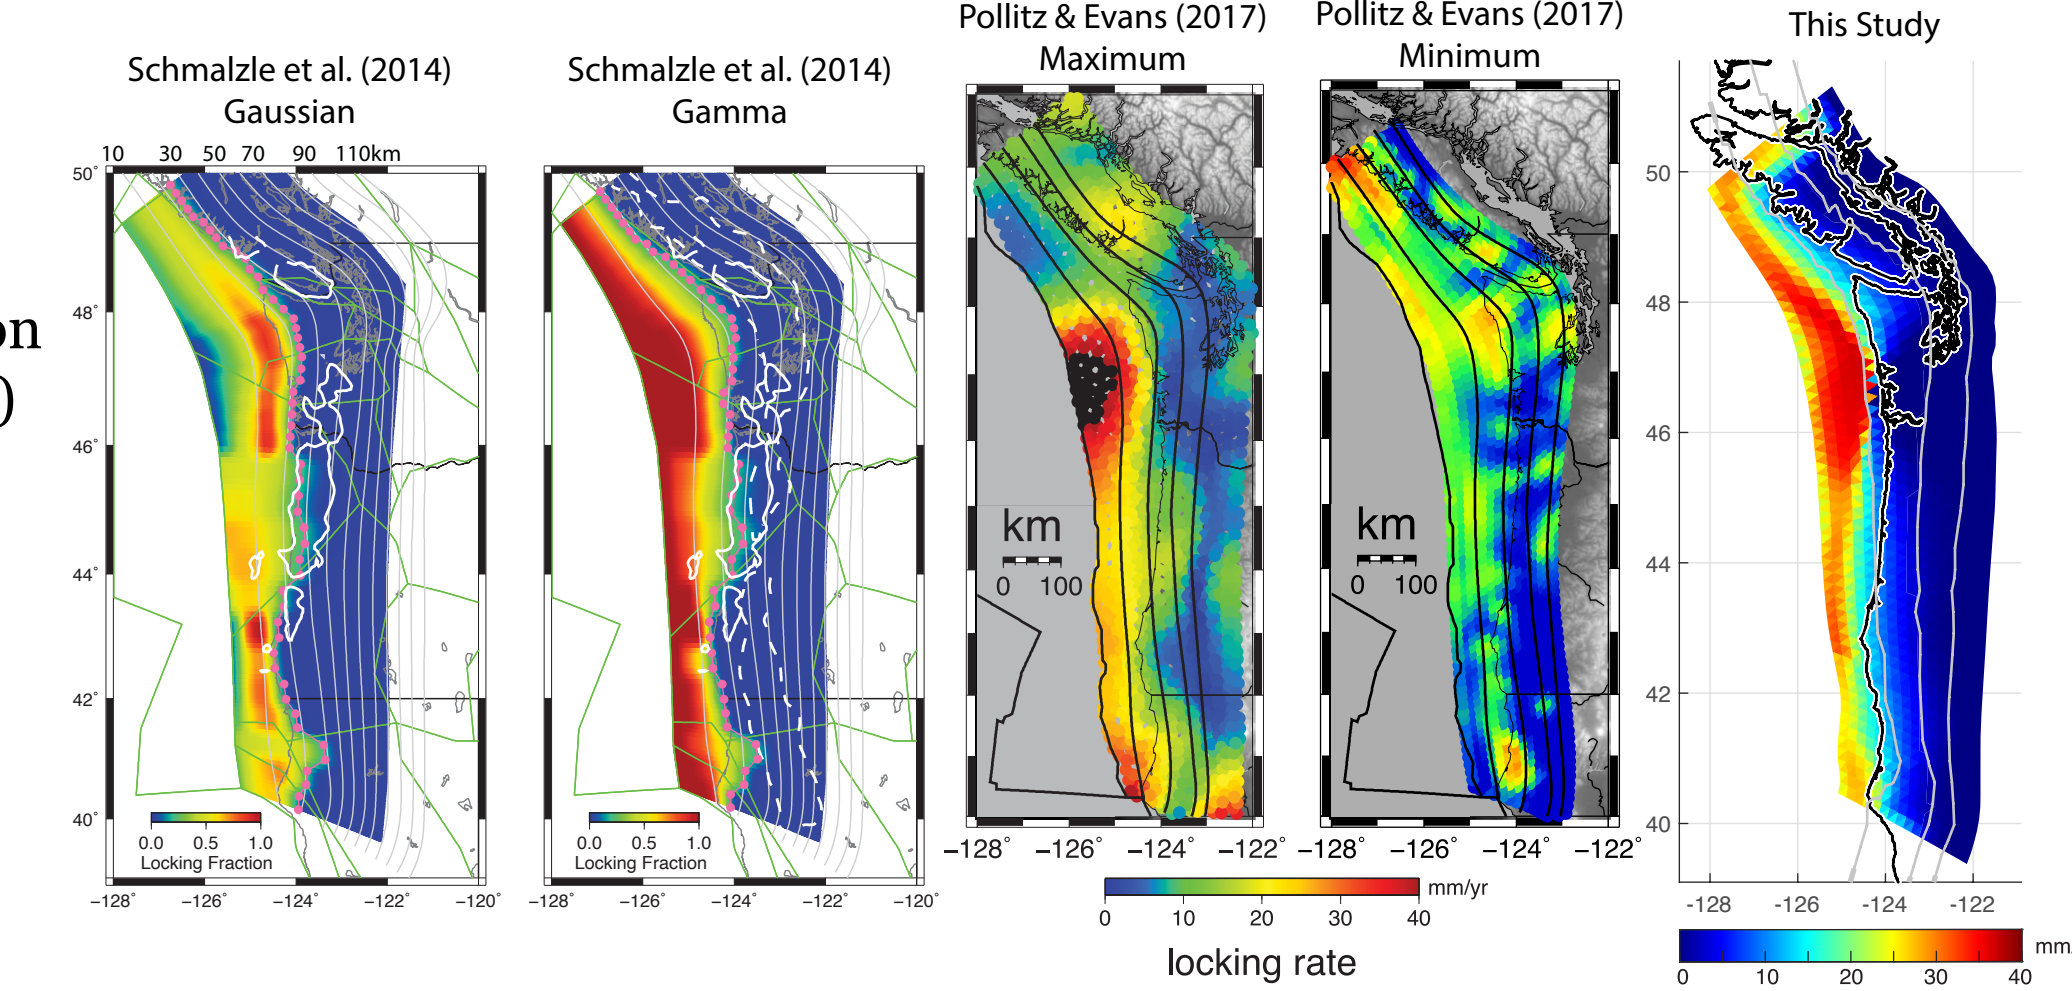 on
)
Schmalzle et al. (2014)
Gaussian
10 30 50 70 90 110km
50°
48°
46°
44°
42°
40°
0.0 0.5 1.0
Locking Fraction
−128° −126° −124° −122° −120°
Schmalzle et al. (2014)
Gamma
0.0 0.5 1.0
Locking Fraction
−128° −126° −124° −122° −120°
Pollitz & Evans (2017)
Maximum
km
0 100
−128° −126° −124° −122°
Pollitz & Evans (2017)
Minimum
km
0 100
−128° −126° −124° −122°
mm/yr
0 10 20 30 40
locking rate
This Study
50
48
46
44
42
40
-128 -126 -124 -122
mm
0 10 20 30 40